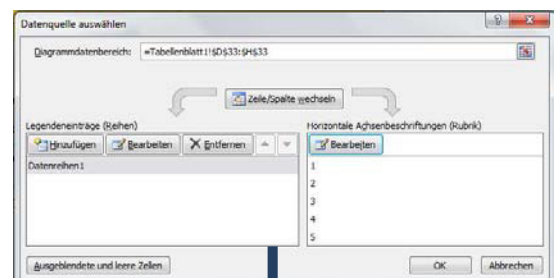 Datenquelle auswählen
Diagrammdatenbereich: =Tabellenblatt1!$D$33:$H$33
Zeile/Spalte wechseln
Legendeneinträge (Reihen)
Hinzufügen Bearbeiten Entfernen
Datenreihen1
Horizontale Achsenbeschriftungen (Rubrik)
Bearbeiten
1
2
3
4
5
Ausgeblendete und leere Zellen
OK Abbrechen